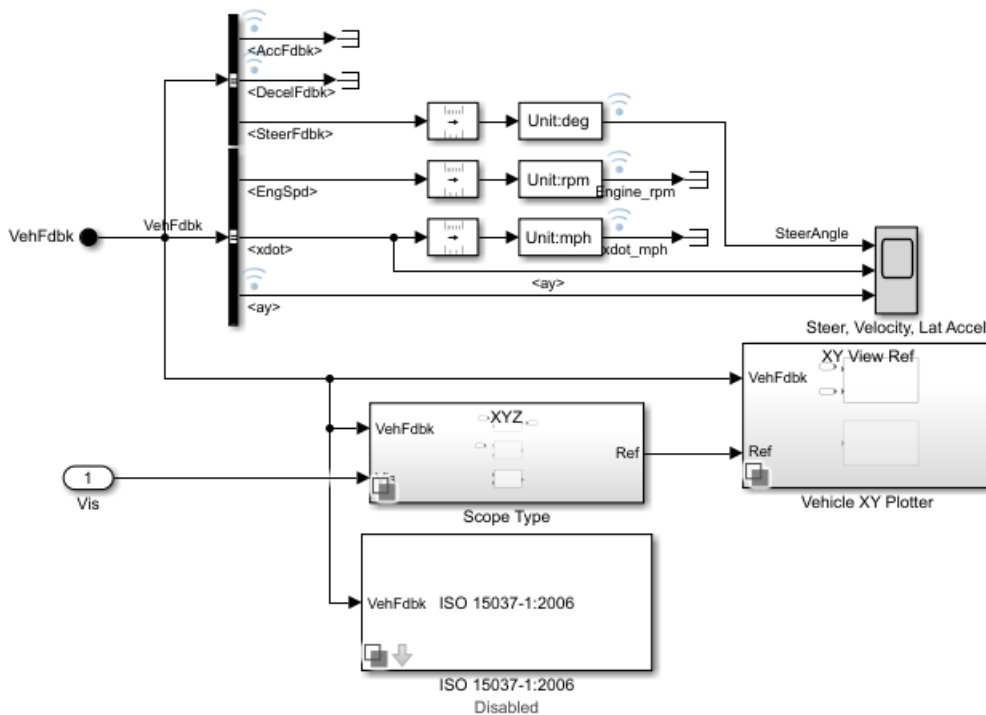 <AccFdbk>
<DecelFdbk>
<SteerFdbk>
Unit:deg
<EngSpd>
Unit:rpm
Engine_rpm
VehFdbk
VehFdbk
<xdot>
Unit:mph
xdot_mph
SteerAngle
<ay>
<ay>
Steer, Velocity, Lat Accel
XY View Ref
VehFdbk
Ref
Vehicle XY Plotter
XYZ
VehFdbk
Ref
Scope Type
1
Vis
VehFdbk
ISO 15037-1:2006
ISO 15037-1:2006
Disabled